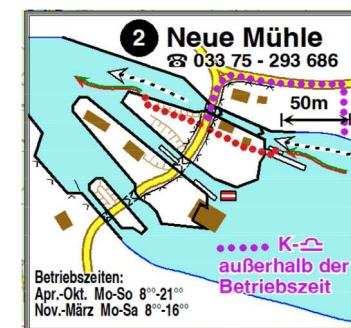 2 Neue Mühle
☎ 033 75 - 293 686
50m
K-
außerhalb der
Betriebszeit
Betriebszeiten:
Apr.-Okt. Mo-So 8⁰⁰-21⁰⁰
Nov.-März Mo-Sa 8⁰⁰-16⁰⁰